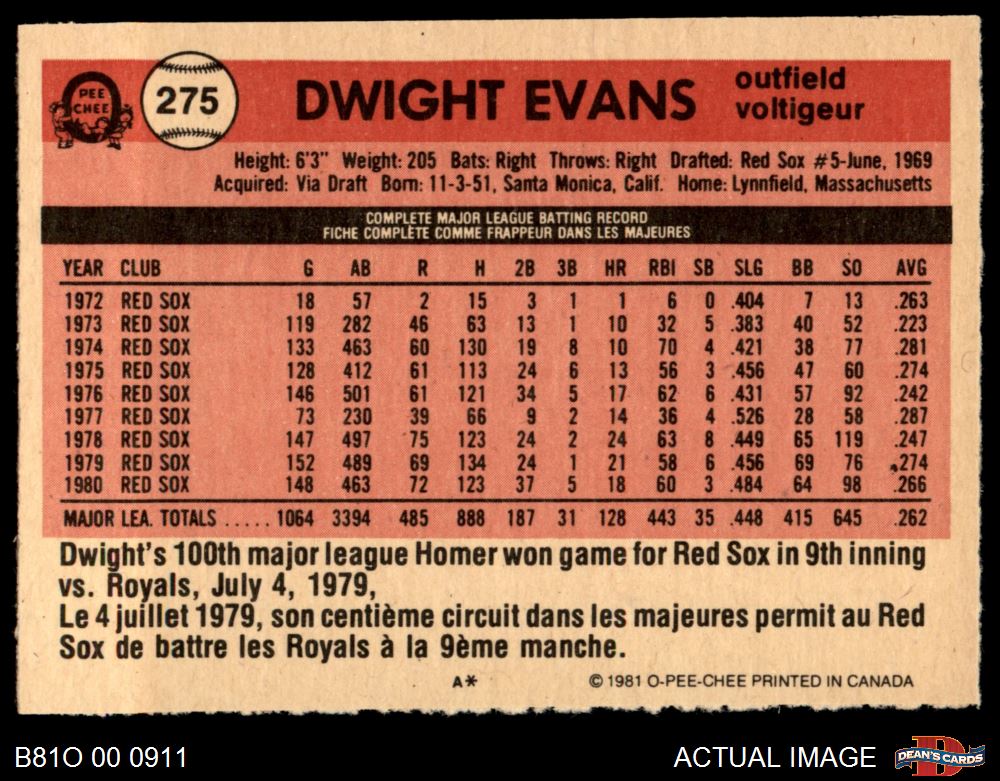 PEE
CHEE
275
DWIGHT EVANS
outfield
voltigeur
Height: 6'3" Weight: 205 Bats: Right Throws: Right Drafted: Red Sox #5-June, 1969
Acquired: Via Draft Born: 11-3-51, Santa Monica, Calif. Home: Lynnfield, Massachusetts
COMPLETE MAJOR LEAGUE BATTING RECORD
FICHE COMPLÈTE COMME FRAPPEUR DANS LES MAJEURES
YEAR CLUB G AB R H 2B 3B HR RBI SB SLG BB SO AVG
1972 RED SOX 18 57 2 15 3 1 1 6 0 .404 7 13 .263
1973 RED SOX 119 282 46 63 13 1 10 32 5 .383 40 52 .223
1974 RED SOX 133 463 60 130 19 8 10 70 4 .421 38 77 .281
1975 RED SOX 128 412 61 113 24 6 13 56 3 .456 47 60 .274
1976 RED SOX 146 501 61 121 34 5 17 62 6 .431 57 92 .242
1977 RED SOX 73 230 39 66 9 2 14 36 4 .526 28 58 .287
1978 RED SOX 147 497 75 123 24 2 24 63 8 .449 65 119 .247
1979 RED SOX 152 489 69 134 24 1 21 58 6 .456 69 76 .274
1980 RED SOX 148 463 72 123 37 5 18 60 3 .484 64 98 .266
MAJOR LEA. TOTALS ..... 1064 3394 485 888 187 31 128 443 35 .448 415 645 .262
Dwight's 100th major league Homer won game for Red Sox in 9th inning
vs. Royals, July 4, 1979,
Le 4 juillet 1979, son centième circuit dans les majeures permit au Red
Sox de battre les Royals à la 9ème manche.
A* © 1981 O-PEE-CHEE PRINTED IN CANADA
B81O 00 0911
ACTUAL IMAGE
D
DEAN'S CARDS